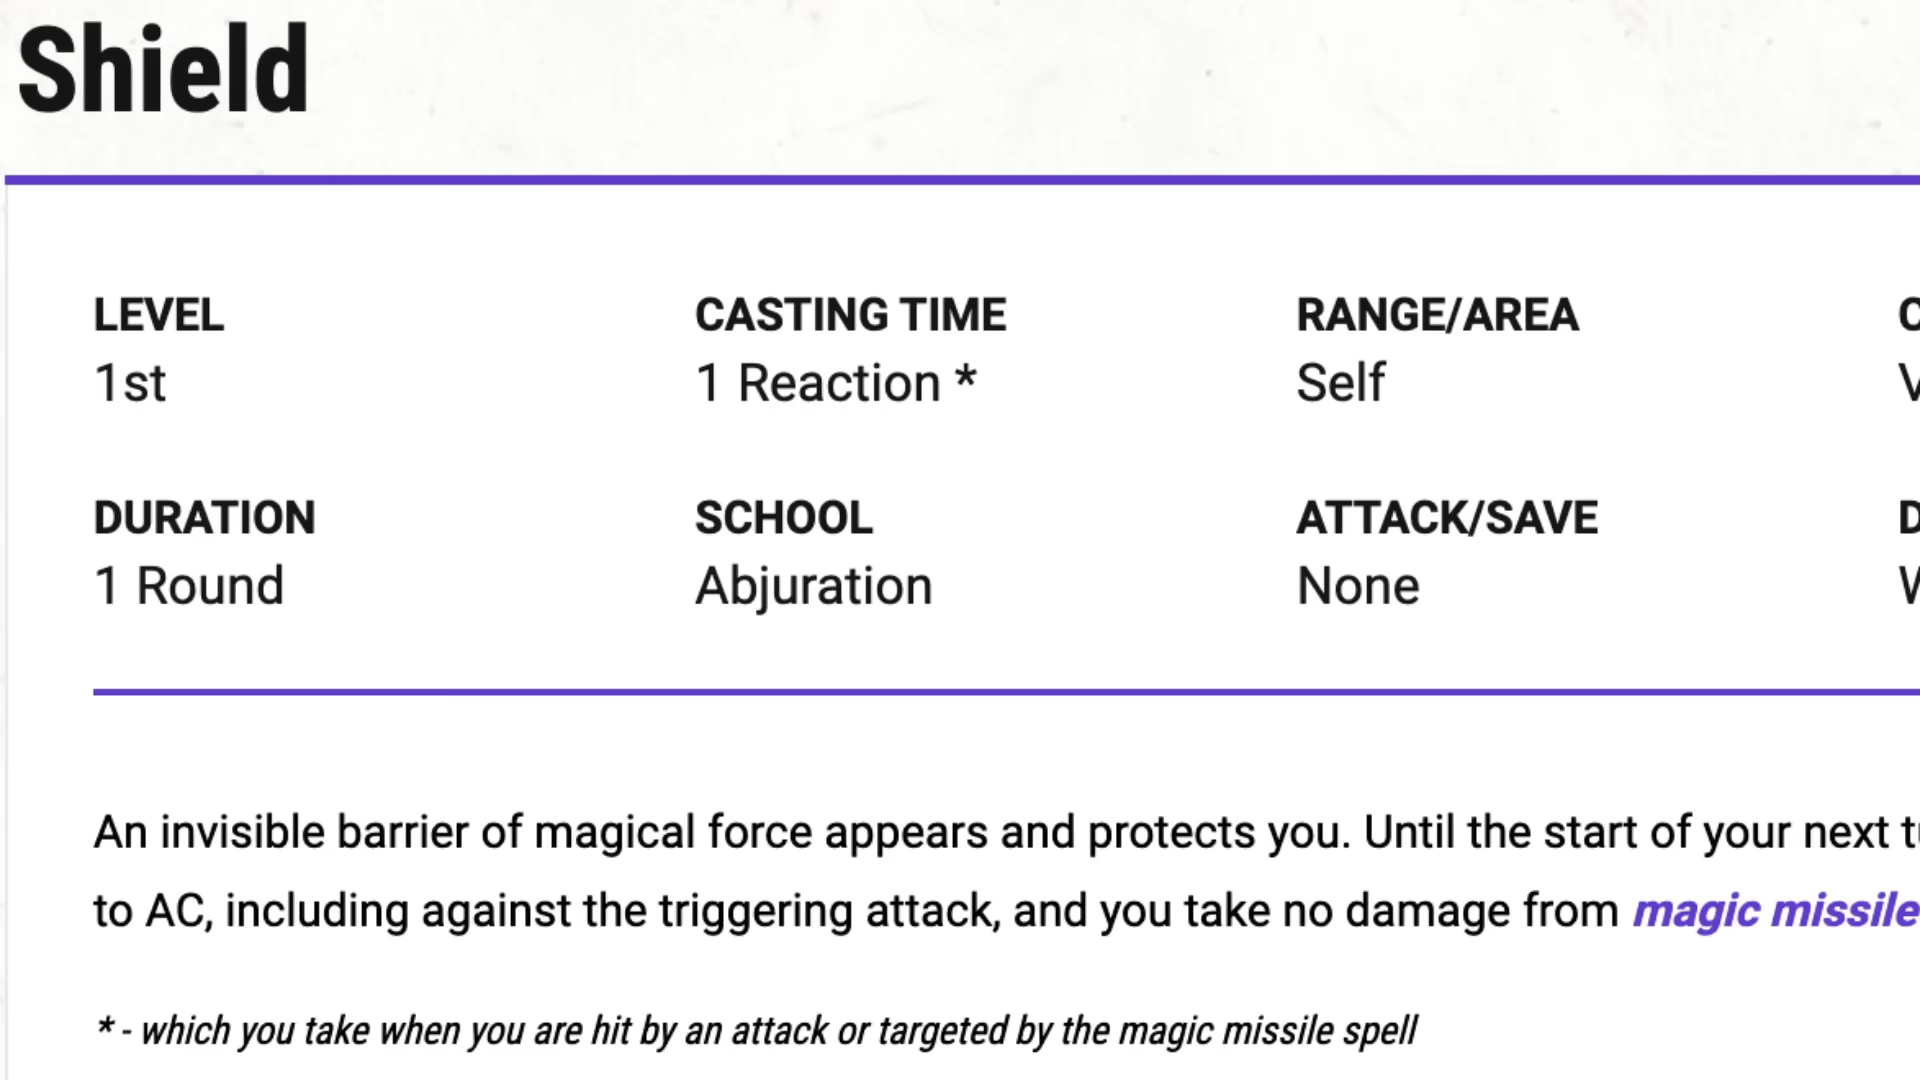 Shield
LEVEL
1st
CASTING TIME
1 Reaction *
RANGE/AREA
Self
DURATION
1 Round
SCHOOL
Abjuration
ATTACK/SAVE
None
An invisible barrier of magical force appears and protects you. Until the start of your next
to AC, including against the triggering attack, and you take no damage from magic missile
* - which you take when you are hit by an attack or targeted by the magic missile spell